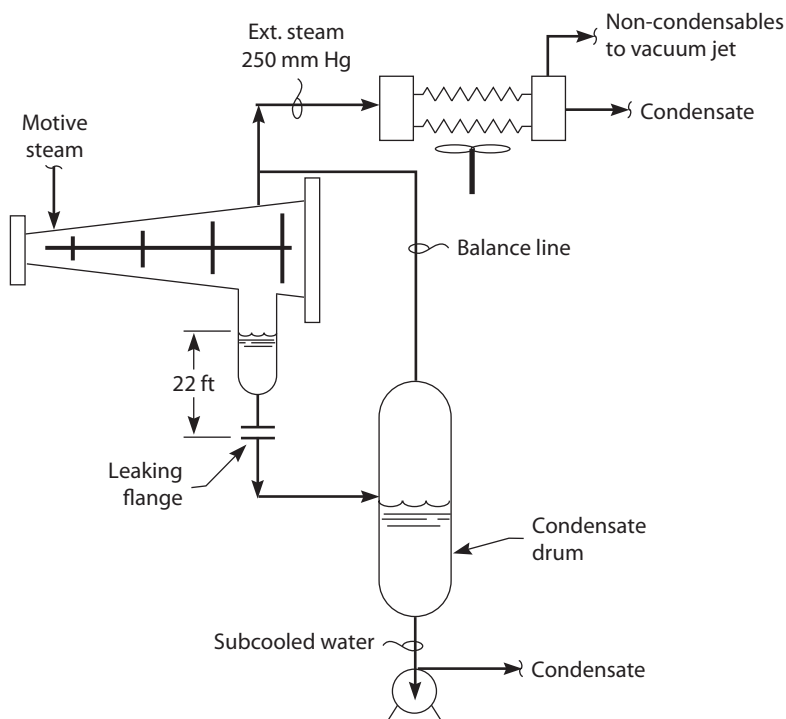 Ext. steam
250 mm Hg
Non-condensables
to vacuum jet
Condensate
Motive
steam
Balance line
22 ft
Leaking
flange
Condensate
drum
Subcooled water
Condensate